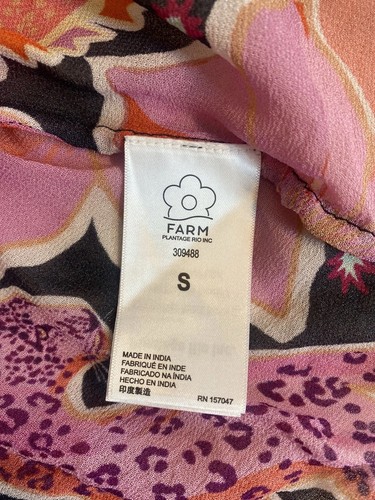 FARM
PLANTAGE RIO INC
309488
S
MADE IN INDIA
FABRIQUÉ EN INDE
FABRICADO NA ÍNDIA
HECHO EN INDIA
印度製造
RN 157047